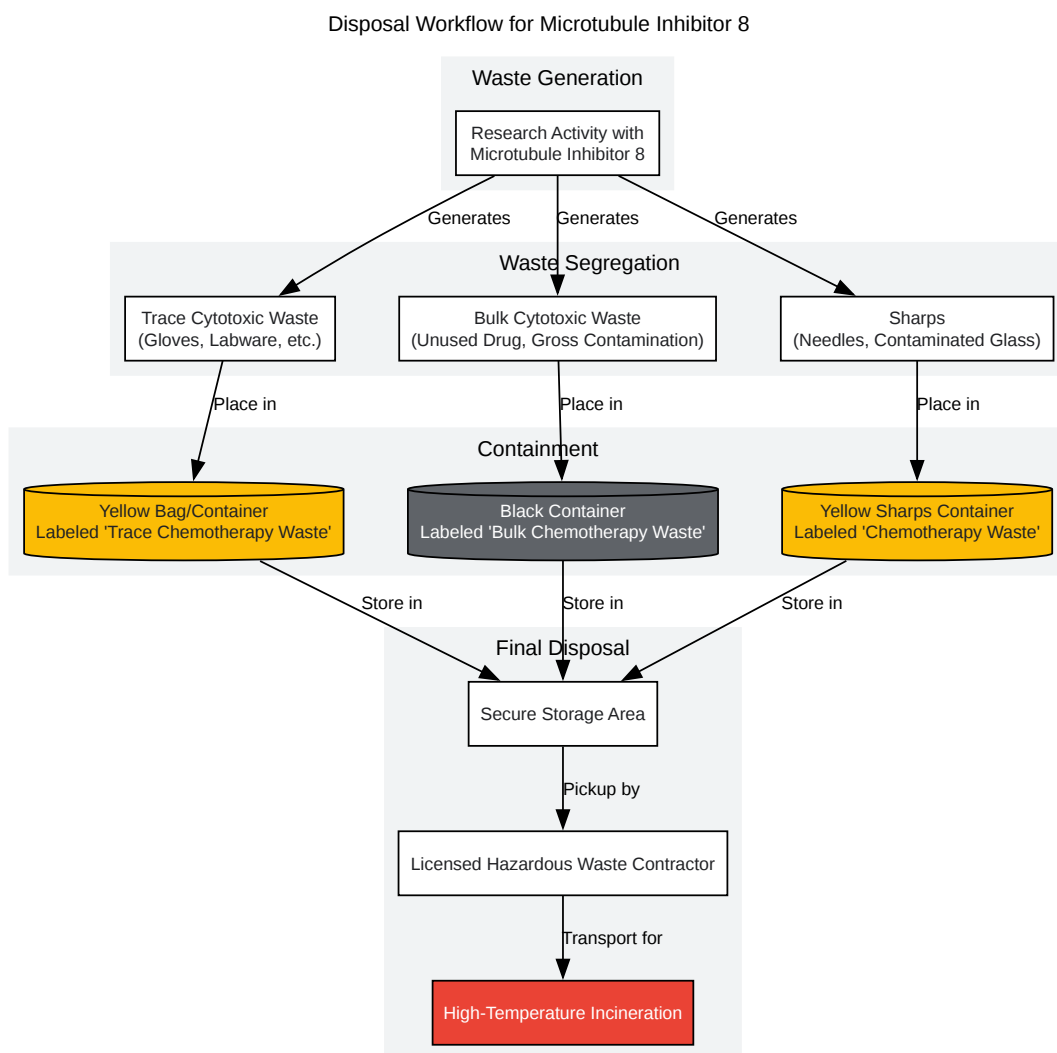 Disposal Workflow for Microtubule Inhibitor 8
Waste Generation
Research Activity with
Microtubule Inhibitor 8
Generates
Generates
Generates
Waste Segregation
Trace Cytotoxic Waste
(Gloves, Labware, etc.)
Bulk Cytotoxic Waste
(Unused Drug, Gross Contamination)
Sharps
(Needles, Contaminated Glass)
Place in
Place in
Place in
Containment
Yellow Bag/Container
Labeled 'Trace Chemotherapy Waste'
Black Container
Labeled 'Bulk Chemotherapy Waste'
Yellow Sharps Container
Labeled 'Chemotherapy Waste'
Store in
Store in
Store in
Final Disposal
Secure Storage Area
Pickup by
Licensed Hazardous Waste Contractor
Transport for
High-Temperature Incineration